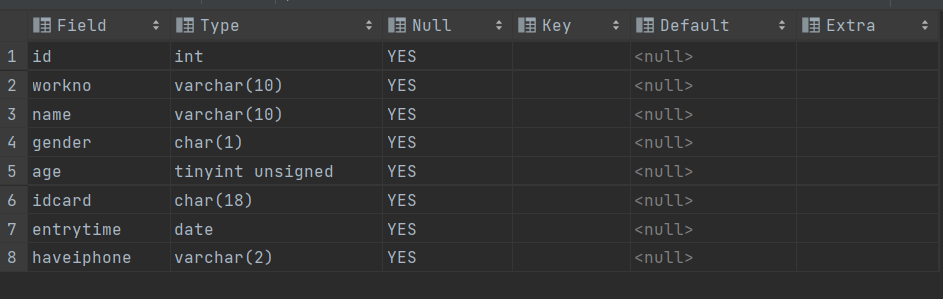 Field Type Null Key Default Extra
1 id int YES <null>
2 workno varchar(10) YES <null>
3 name varchar(10) YES <null>
4 gender char(1) YES <null>
5 age tinyint unsigned YES <null>
6 idcard char(18) YES <null>
7 entrytime date YES <null>
8 haveiphone varchar(2) YES <null>